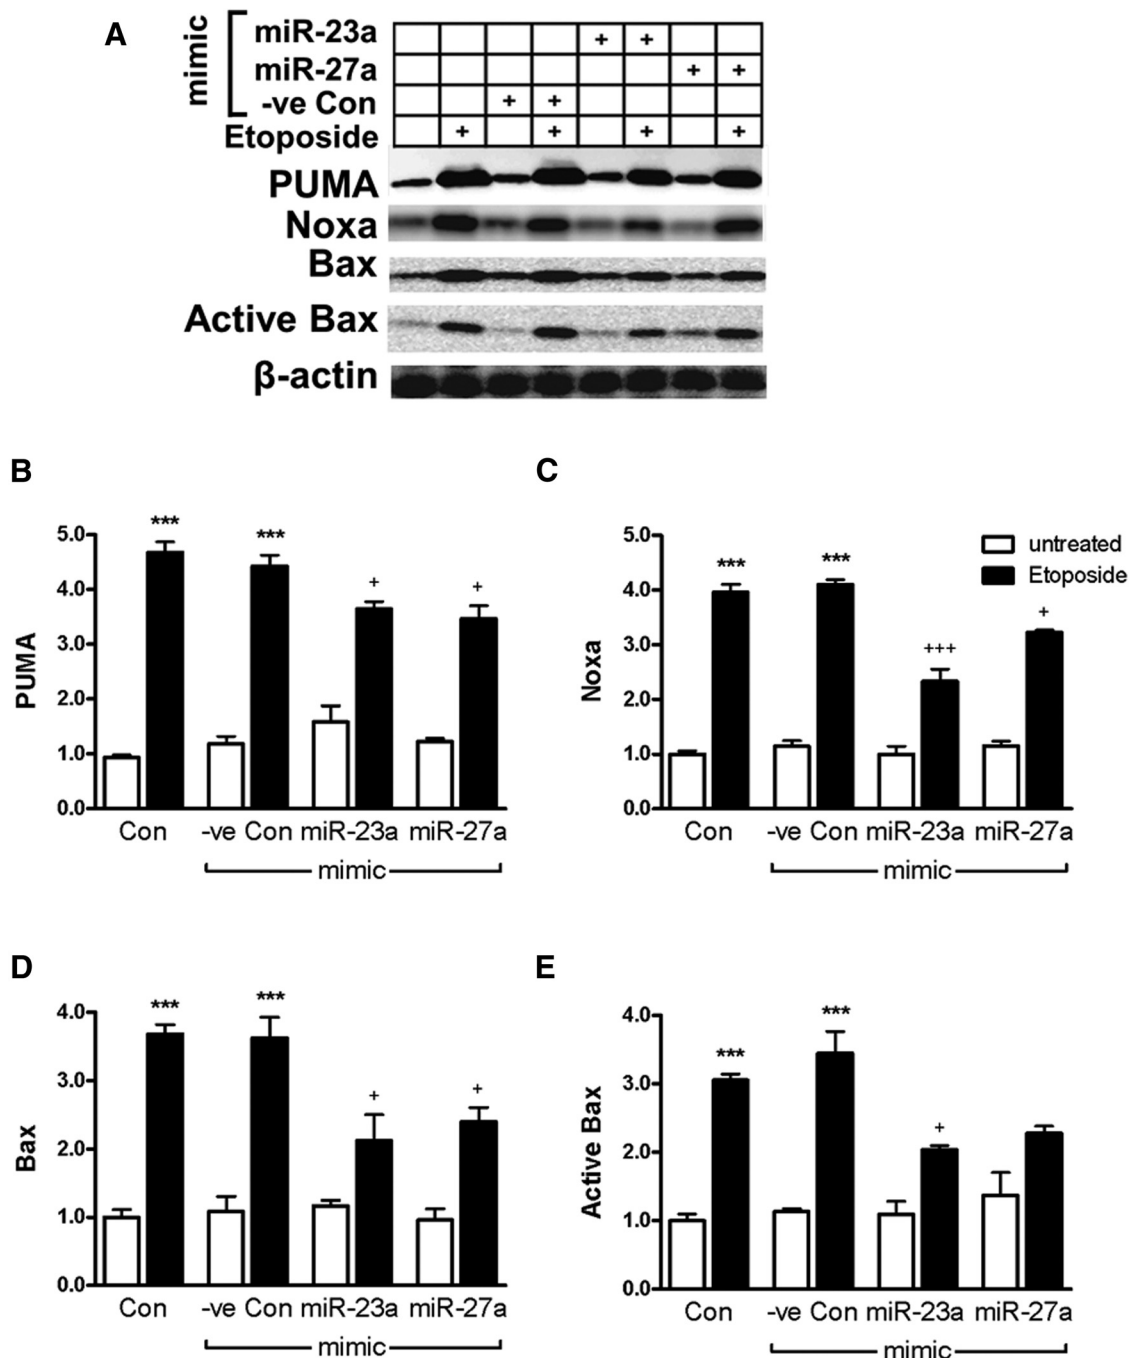 A
mimic
miR-23a + +
miR-27a + +
-ve Con + +
Etoposide + + + +
PUMA
Noxa
Bax
Active Bax
β-actin
B
PUMA
5.0
4.0
3.0
2.0
1.0
0.0
***
***
+
+
Con -ve Con miR-23a miR-27a
mimic
C
Noxa
5.0
4.0
3.0
2.0
1.0
0.0
***
***
+++
+
untreated
Etoposide
Con -ve Con miR-23a miR-27a
mimic
D
Bax
4.0
3.0
2.0
1.0
0.0
***
***
+
+
Con -ve Con miR-23a miR-27a
mimic
E
Active Bax
4.0
3.0
2.0
1.0
0.0
***
***
+
Con -ve Con miR-23a miR-27a
mimic